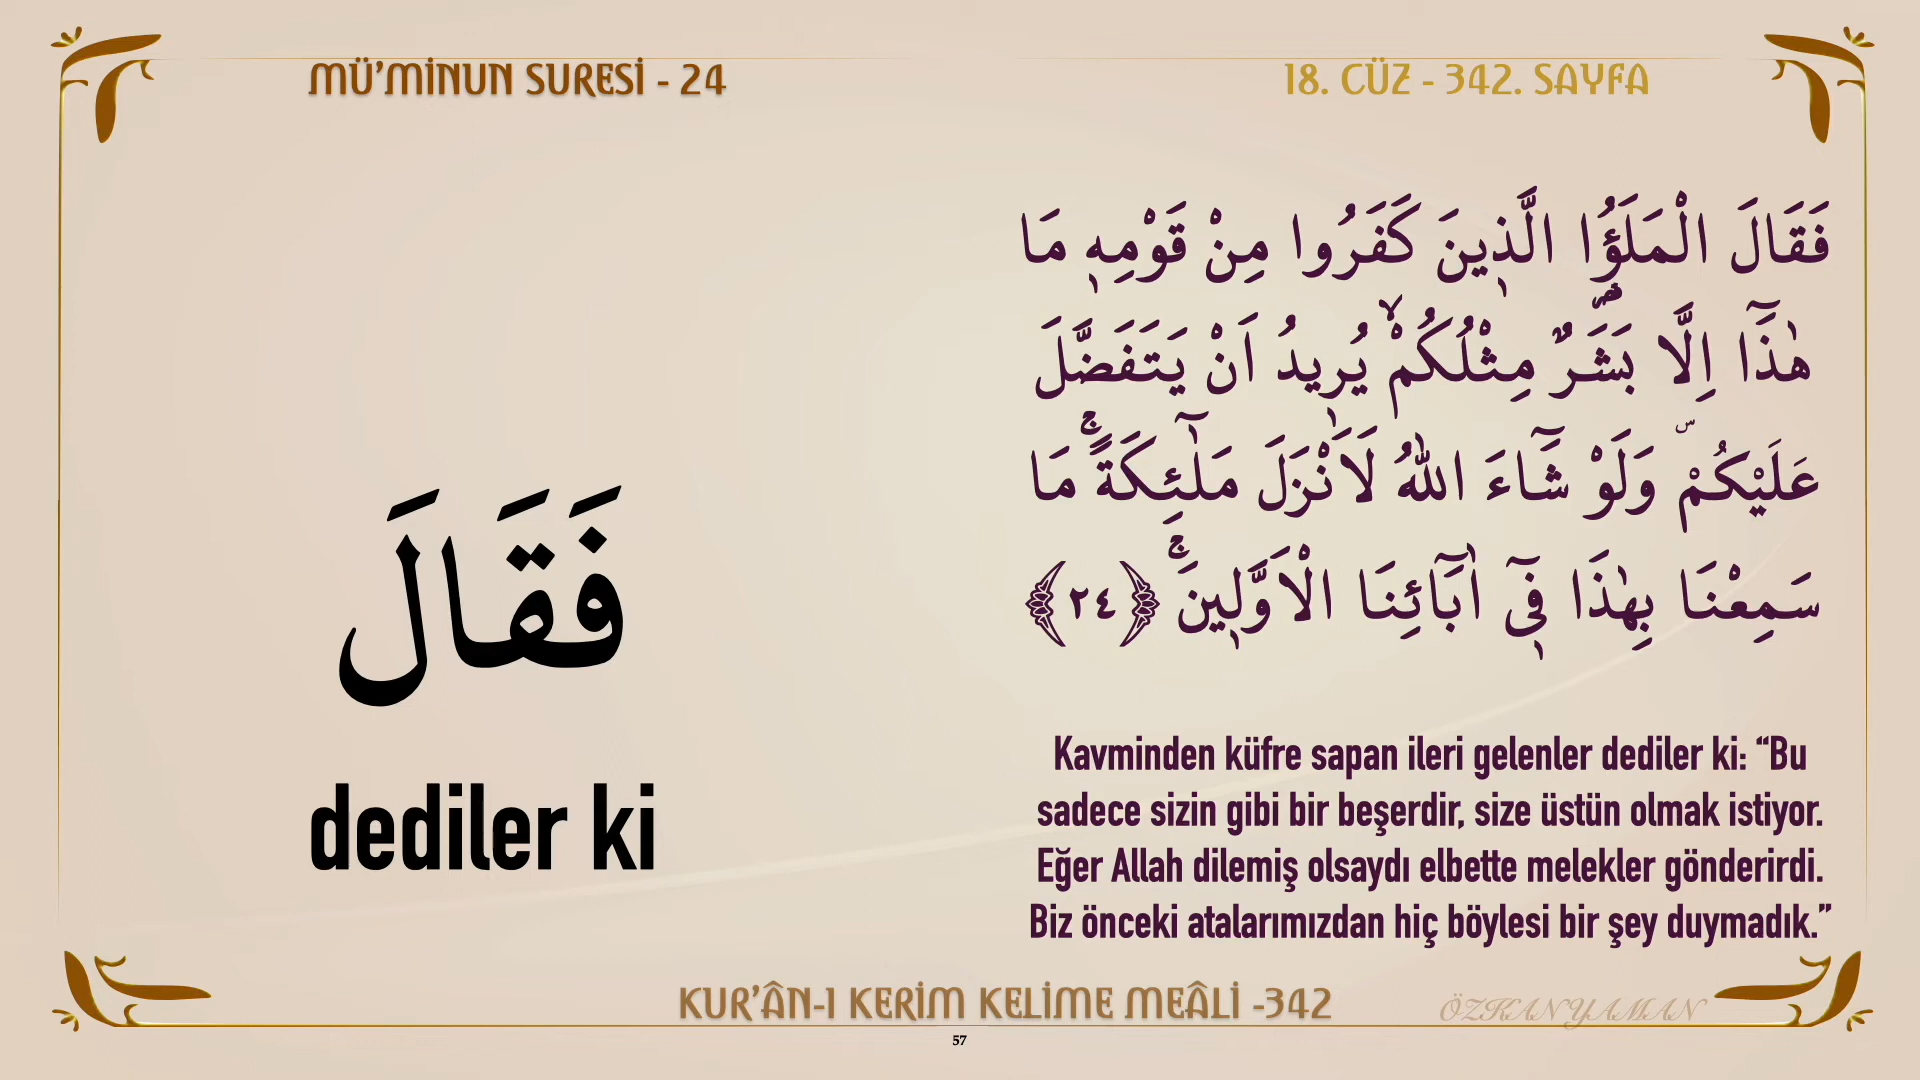 MÜ’MİNUN SURESİ - 24
18. CÜZ - 342. SAYFA
فَقَالَ الْمَلَؤُ۬ا الَّذ۪ينَ كَفَرُوا مِنْ قَوْمِه۪ مَا
هٰذَٓا اِلَّا بَشَرٌ مِثْلُكُمْۙ يُر۪يدُ اَنْ يَتَفَضَّلَ
عَلَيْكُمْۜ وَلَوْ شَٓاءَ اللّٰهُ لَاَنْزَلَ مَلٰٓئِكَةًۚ مَا
سَمِعْنَا بِهٰذَا ف۪ٓي اٰبَٓائِنَا الْاَوَّل۪ينَۚ ﴿٢٤﴾
فَقَالَ
dediler ki
Kavminden küfre sapan ileri gelenler dediler ki: “Bu
sadece sizin gibi bir beşerdir, size üstün olmak istiyor.
Eğer Allah dilemiş olsaydı elbette melekler gönderirdi.
Biz önceki atalarımızdan hiç böylesi bir şey duymadık.”
KUR’ÂN-I KERİM KELİME MEÂLİ -342
ÖZKAN YAMAN
57